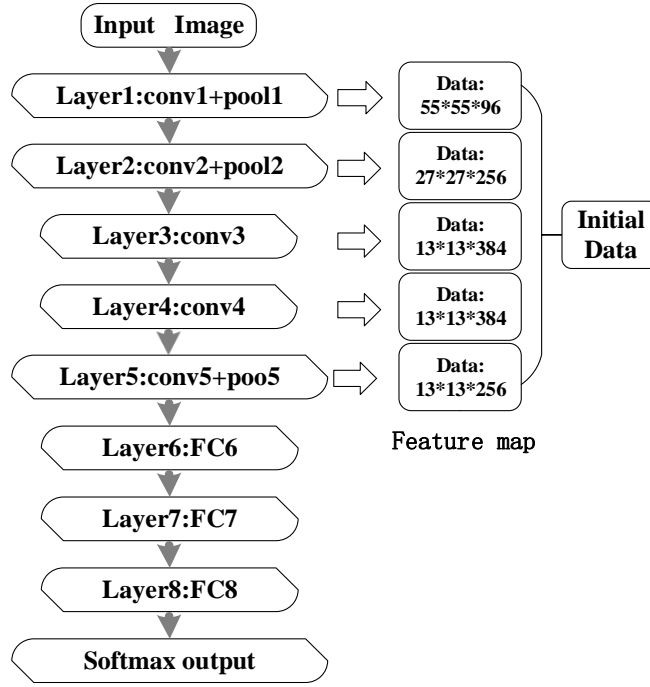 Input Image
Layer1:conv1+pool1
Data:
55*55*96
Layer2:conv2+pool2
Data:
27*27*256
Layer3:conv3
Data:
13*13*384
Initial
Data
Layer4:conv4
Data:
13*13*384
Layer5:conv5+poo5
Data:
13*13*256
Feature map
Layer6:FC6
Layer7:FC7
Layer8:FC8
Softmax output